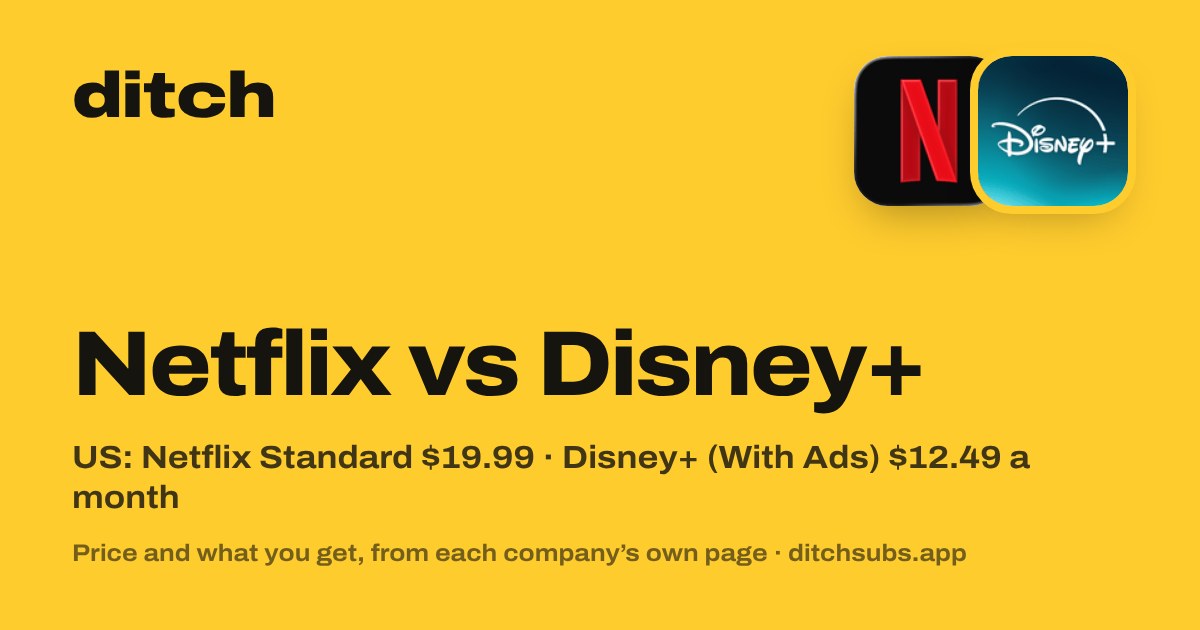 ditch
N
Disney+
Netflix vs Disney+
US: Netflix Standard $19.99 · Disney+ (With Ads) $12.49 a
month
Price and what you get, from each company’s own page · ditchsubs.app